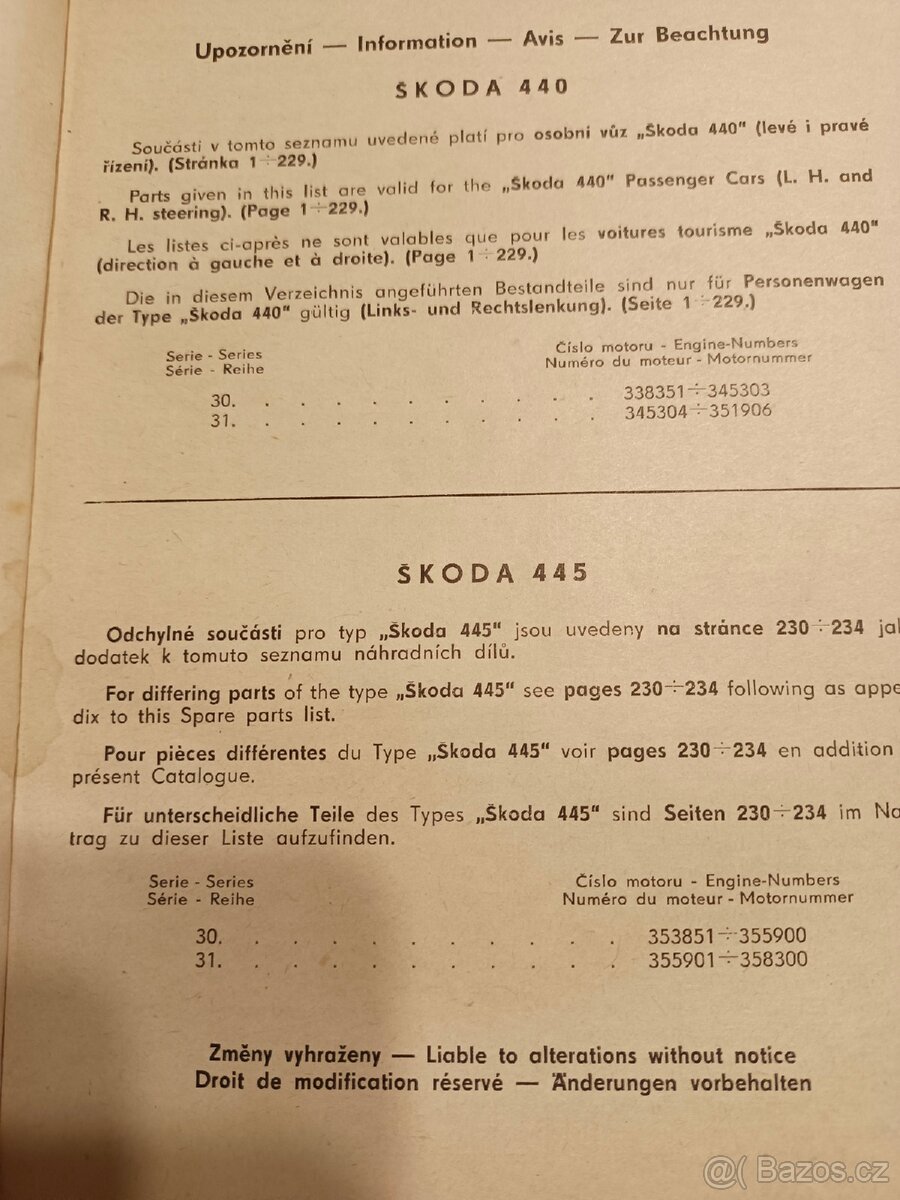 Upozornění — Information — Avis — Zur Beachtung
ŠKODA 440
Součásti v tomto seznamu uvedené platí pro osobní vůz „Škoda 440" (levé i pravé
řízení). (Stránka 1÷229.)
Parts given in this list are valid for the „Škoda 440" Passenger Cars (L. H. and
R. H. steering). (Page 1÷229.)
Les listes ci-après ne sont valables que pour les voitures tourisme „Škoda 440"
(direction à gauche et à droite). (Page 1÷229.)
Die in diesem Verzeichnis angeführten Bestandteile sind nur für Personenwagen
der Type „Škoda 440" gültig (Links- und Rechtslenkung). (Seite 1÷229.)
Serie - Series Číslo motoru - Engine-Numbers
Série - Reihe Numéro du moteur - Motornummer
30. . . . . . . . . . . 338351÷345303
31. . . . . . . . . . . 345304÷351906
ŠKODA 445
Odchylné součásti pro typ „Škoda 445" jsou uvedeny na stránce 230÷234 jak
dodatek k tomuto seznamu náhradních dílů.
For differing parts of the type „Škoda 445" see pages 230÷234 following as appe
dix to this Spare parts list.
Pour pièces différentes du Type „Škoda 445" voir pages 230÷234 en addition
présent Catalogue.
Für unterscheidliche Teile des Types „Škoda 445" sind Seiten 230÷234 im Na
trag zu dieser Liste aufzufinden.
Serie - Series Číslo motoru - Engine-Numbers
Série - Reihe Numéro du moteur - Motornummer
30. . . . . . . . . . . 353851÷355900
31. . . . . . . . . . . 355901÷358300
Změny vyhraženy — Liable to alterations without notice
Droit de modification réservé — Änderungen vorbehalten
@( Bazos.cz